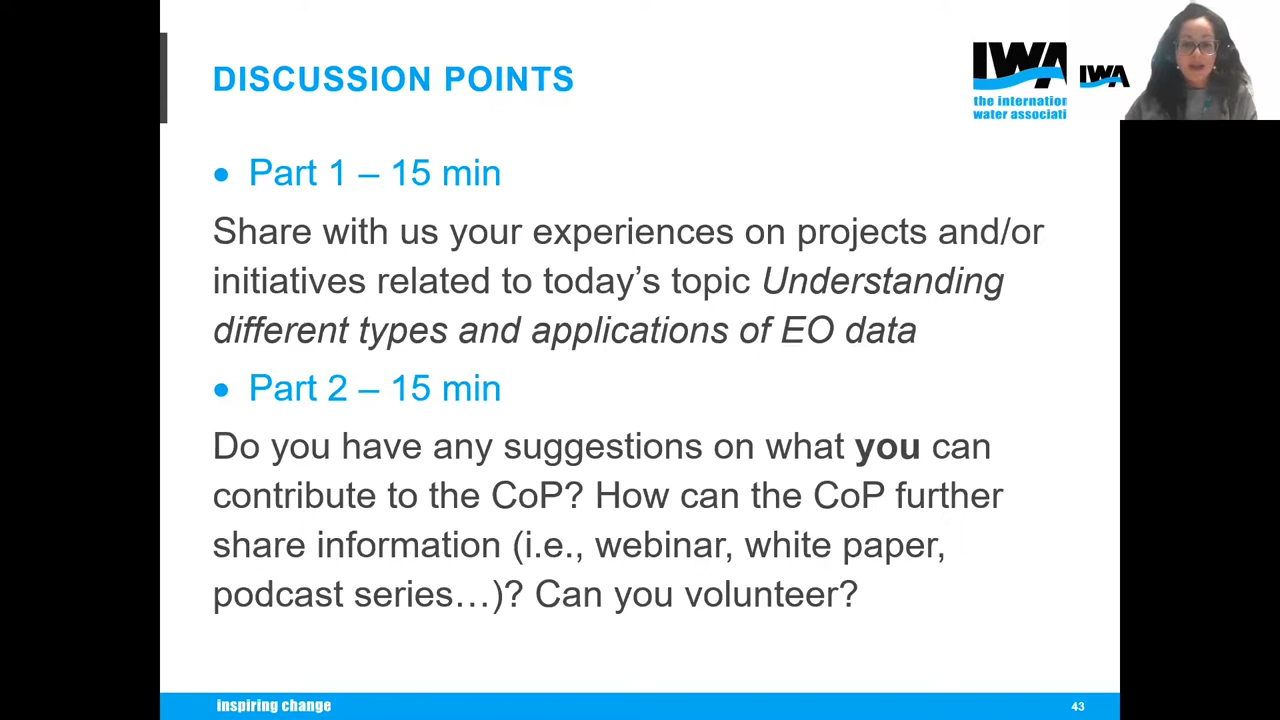 DISCUSSION POINTS
IWA
the internation
water associati
IWA
• Part 1 – 15 min
Share with us your experiences on projects and/or
initiatives related to today’s topic Understanding
different types and applications of EO data
• Part 2 – 15 min
Do you have any suggestions on what you can
contribute to the CoP? How can the CoP further
share information (i.e., webinar, white paper,
podcast series…)? Can you volunteer?
inspiring change
43